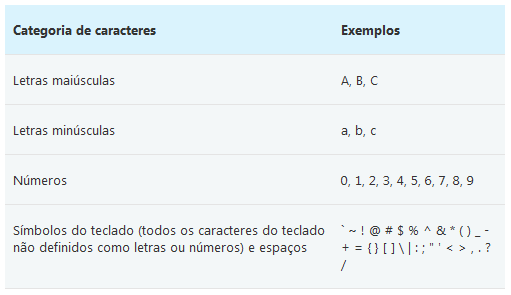 Categoria de caracteres Exemplos
Letras maiúsculas A, B, C
Letras minúsculas a, b, c
Números 0, 1, 2, 3, 4, 5, 6, 7, 8, 9
Símbolos do teclado (todos os caracteres do teclado ` ~ ! @ # $ % ^ & * ( ) _ -
não definidos como letras ou números) e espaços + = { } [ ] \ | : ; " ' < > , . ?
/